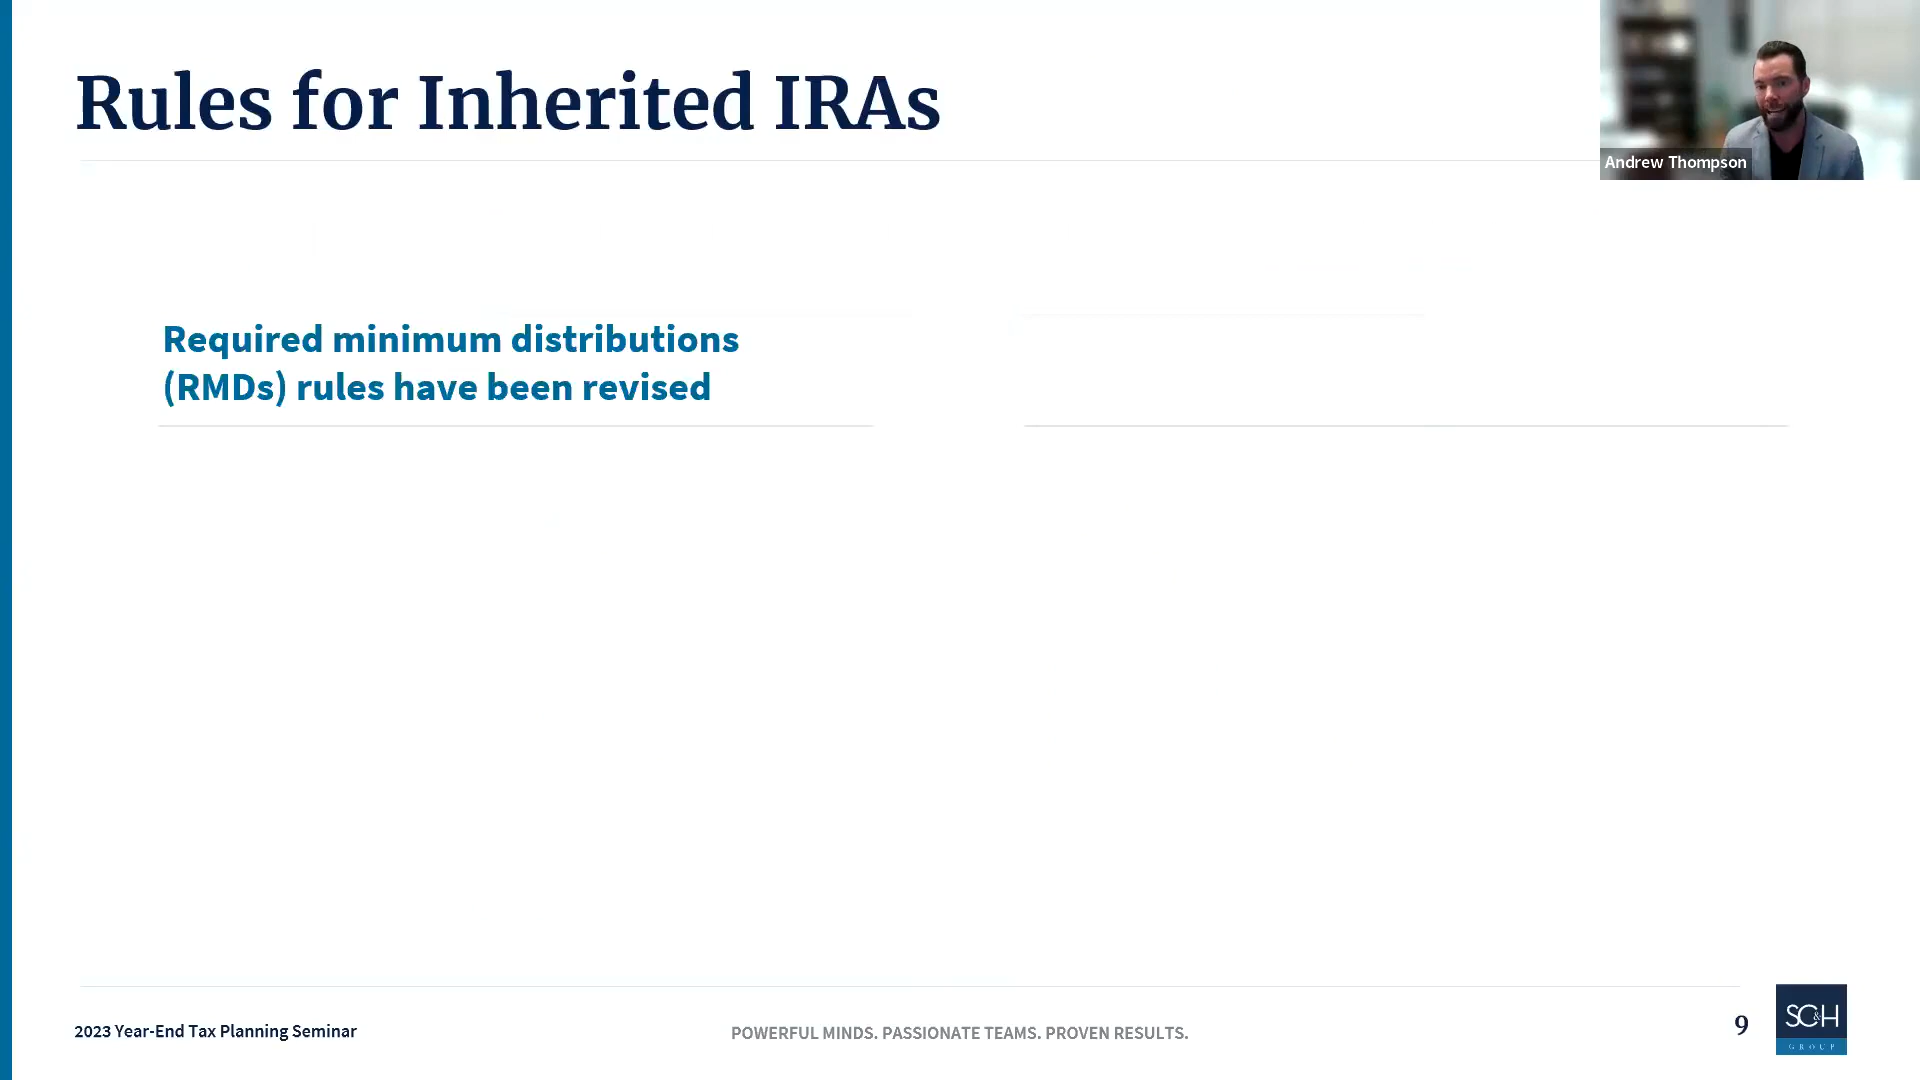 Rules for Inherited IRAs
Andrew Thompson
Required minimum distributions
(RMDs) rules have been revised
2023 Year-End Tax Planning Seminar
POWERFUL MINDS. PASSIONATE TEAMS. PROVEN RESULTS.
9
SC&H
GROUP